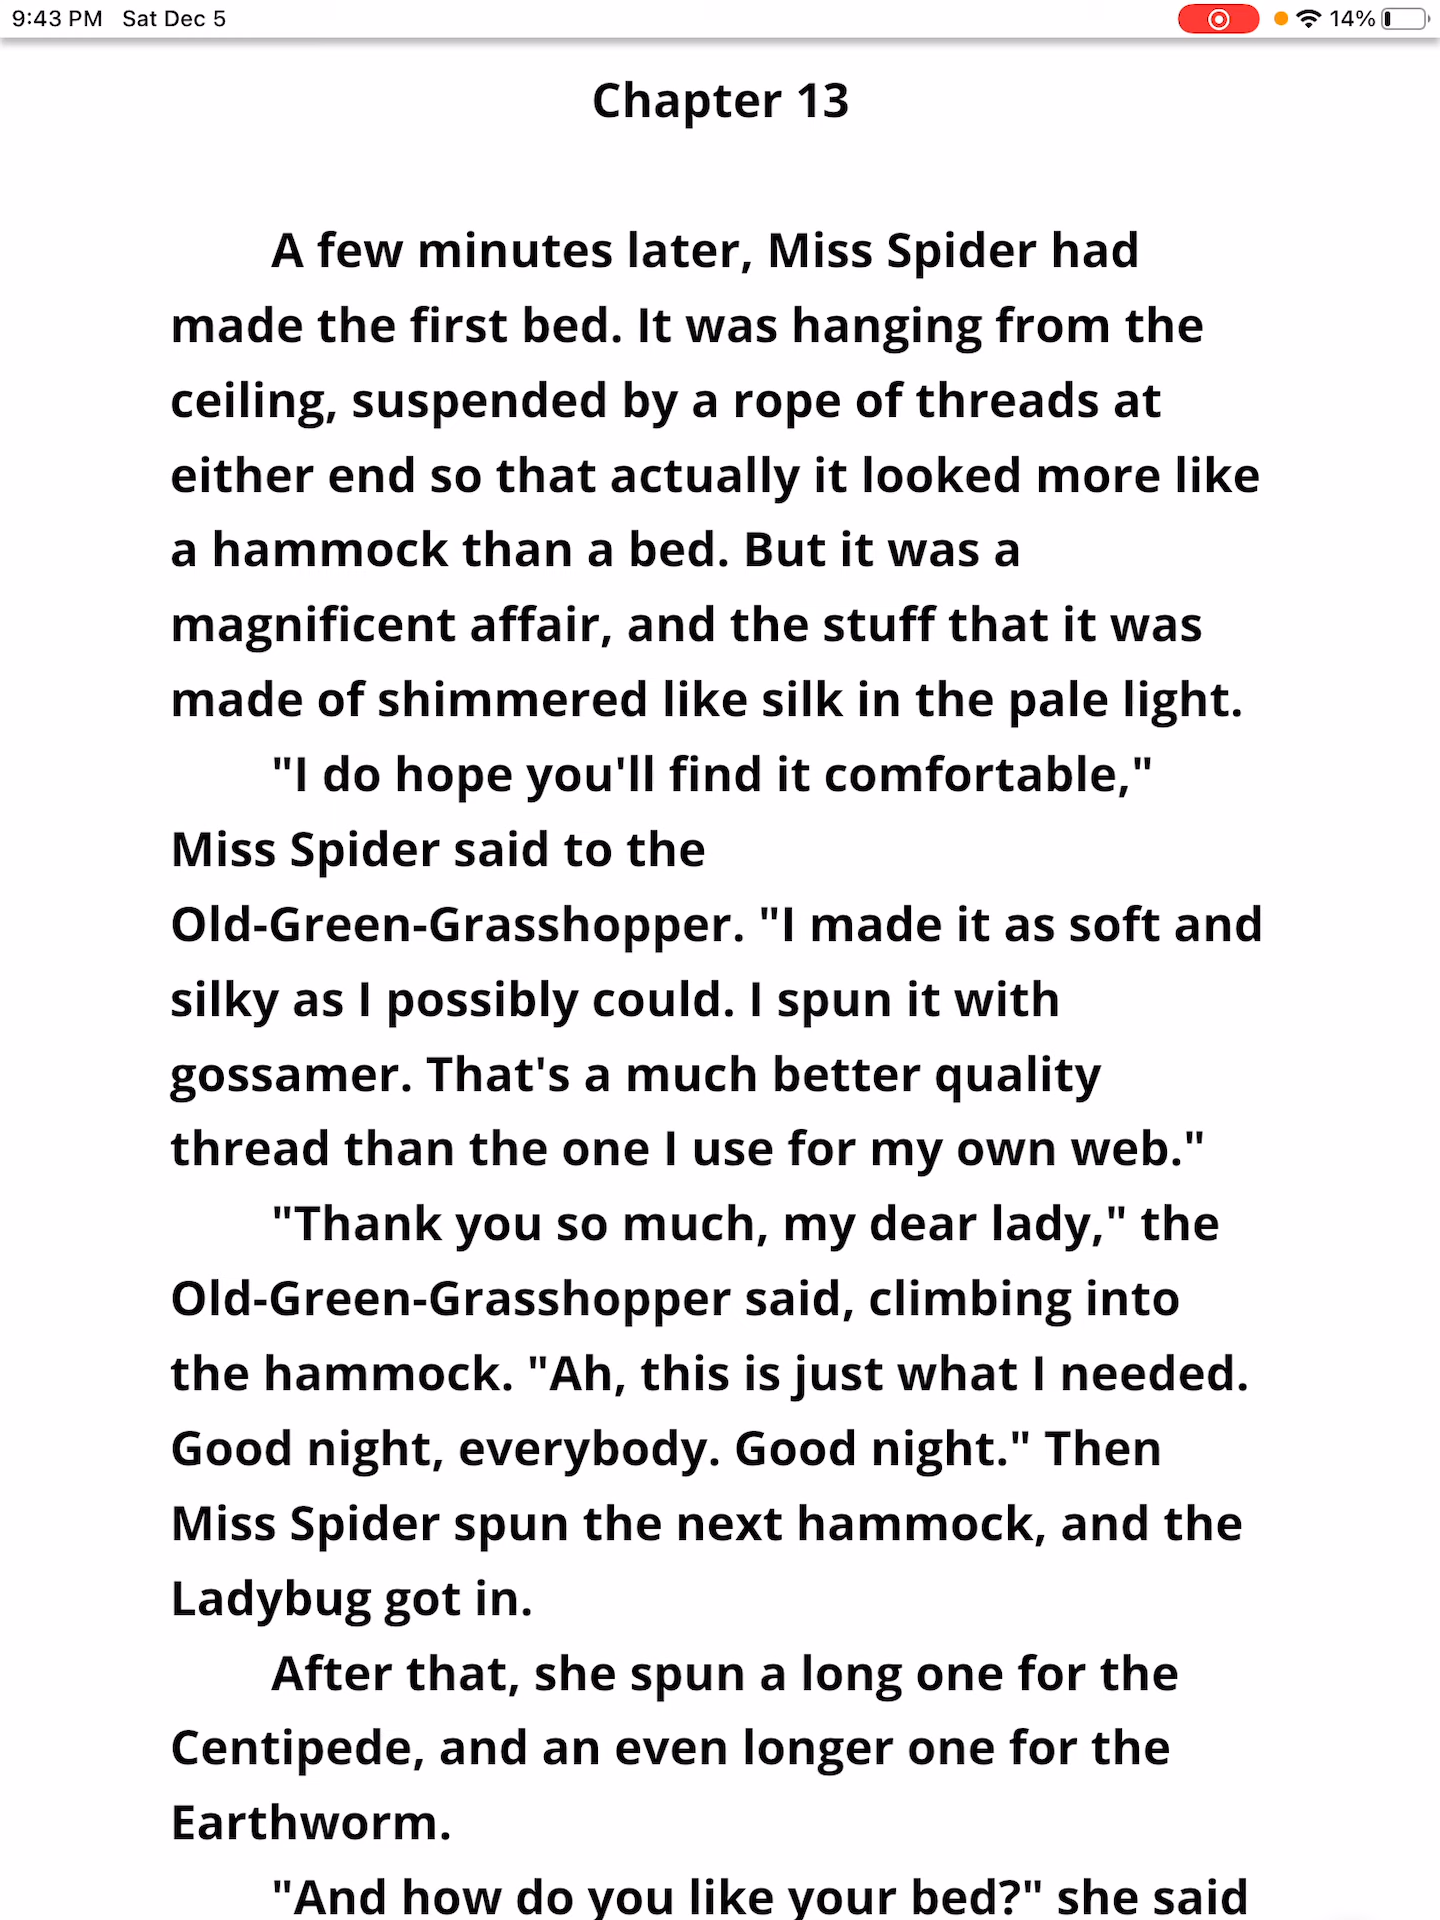 9:43 PM Sat Dec 5 14%
Chapter 13
A few minutes later, Miss Spider had
made the first bed. It was hanging from the
ceiling, suspended by a rope of threads at
either end so that actually it looked more like
a hammock than a bed. But it was a
magnificent affair, and the stuff that it was
made of shimmered like silk in the pale light.
"I do hope you'll find it comfortable,"
Miss Spider said to the
Old-Green-Grasshopper. "I made it as soft and
silky as I possibly could. I spun it with
gossamer. That's a much better quality
thread than the one I use for my own web."
"Thank you so much, my dear lady," the
Old-Green-Grasshopper said, climbing into
the hammock. "Ah, this is just what I needed.
Good night, everybody. Good night." Then
Miss Spider spun the next hammock, and the
Ladybug got in.
After that, she spun a long one for the
Centipede, and an even longer one for the
Earthworm.
"And how do you like your bed?" she said